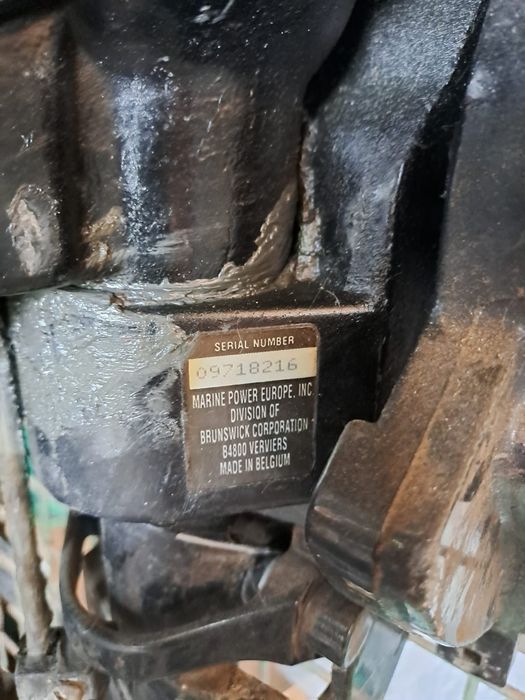 SERIAL NUMBER
09718216
MARINE POWER EUROPE, INC
DIVISION OF
BRUNSWICK CORPORATION
B4800 VERVIERS
MADE IN BELGIUM